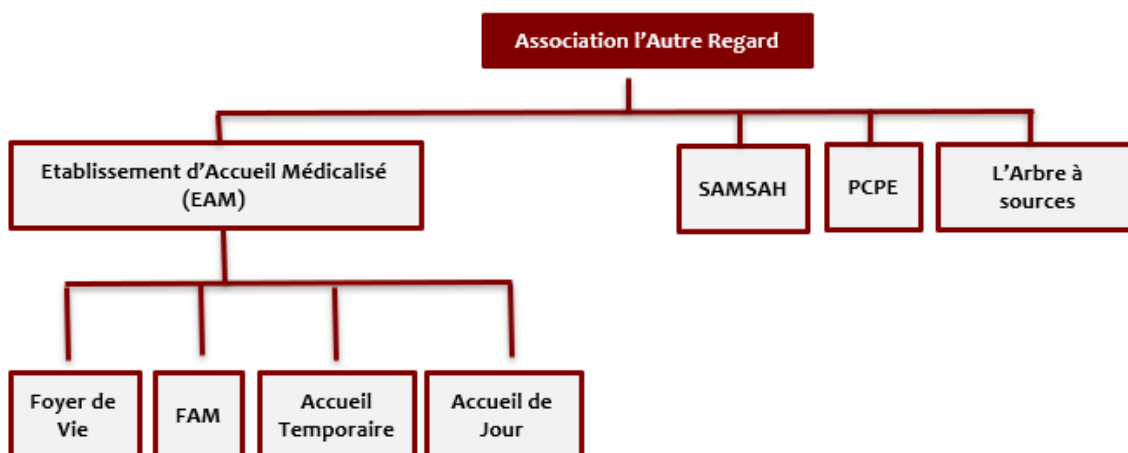 Association l'Autre Regard
Etablissement d'Accueil Médicalisé
(EAM)
SAMSAH
PCPE
L'Arbre à
sources
Foyer de
Vie
FAM
Accueil
Temporaire
Accueil de
Jour